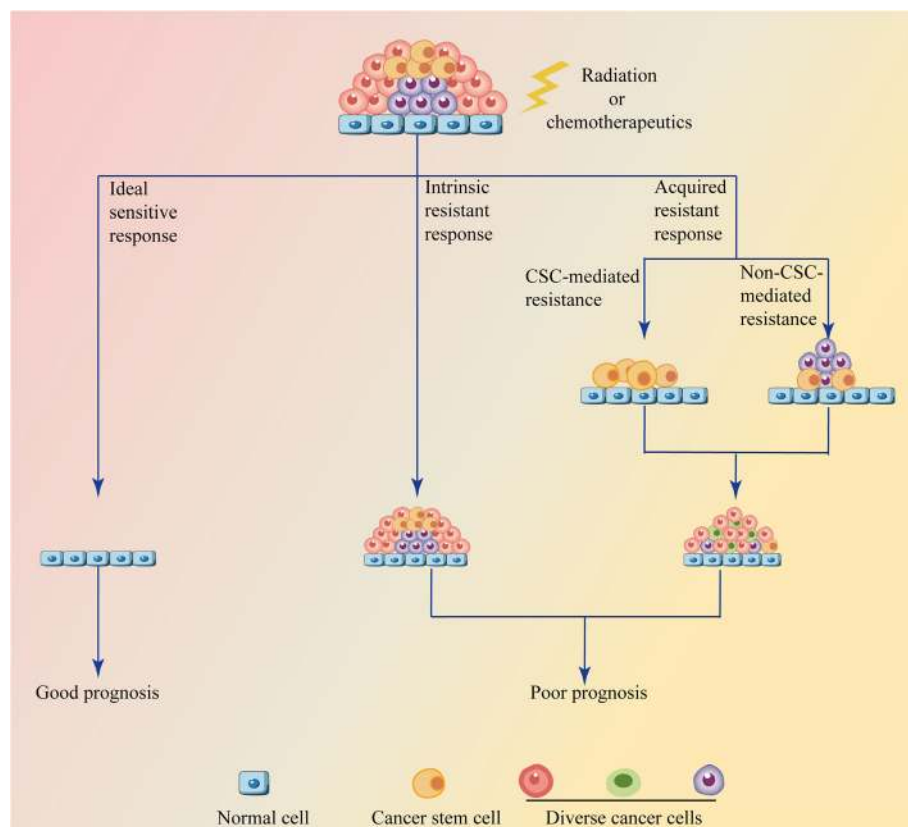 Radiation
or
chemotherapeutics
Ideal
sensitive
response
Intrinsic
resistant
response
Acquired
resistant
response
CSC-mediated
resistance
Non-CSC-
mediated
resistance
Good prognosis
Poor prognosis
Normal cell
Cancer stem cell
Diverse cancer cells